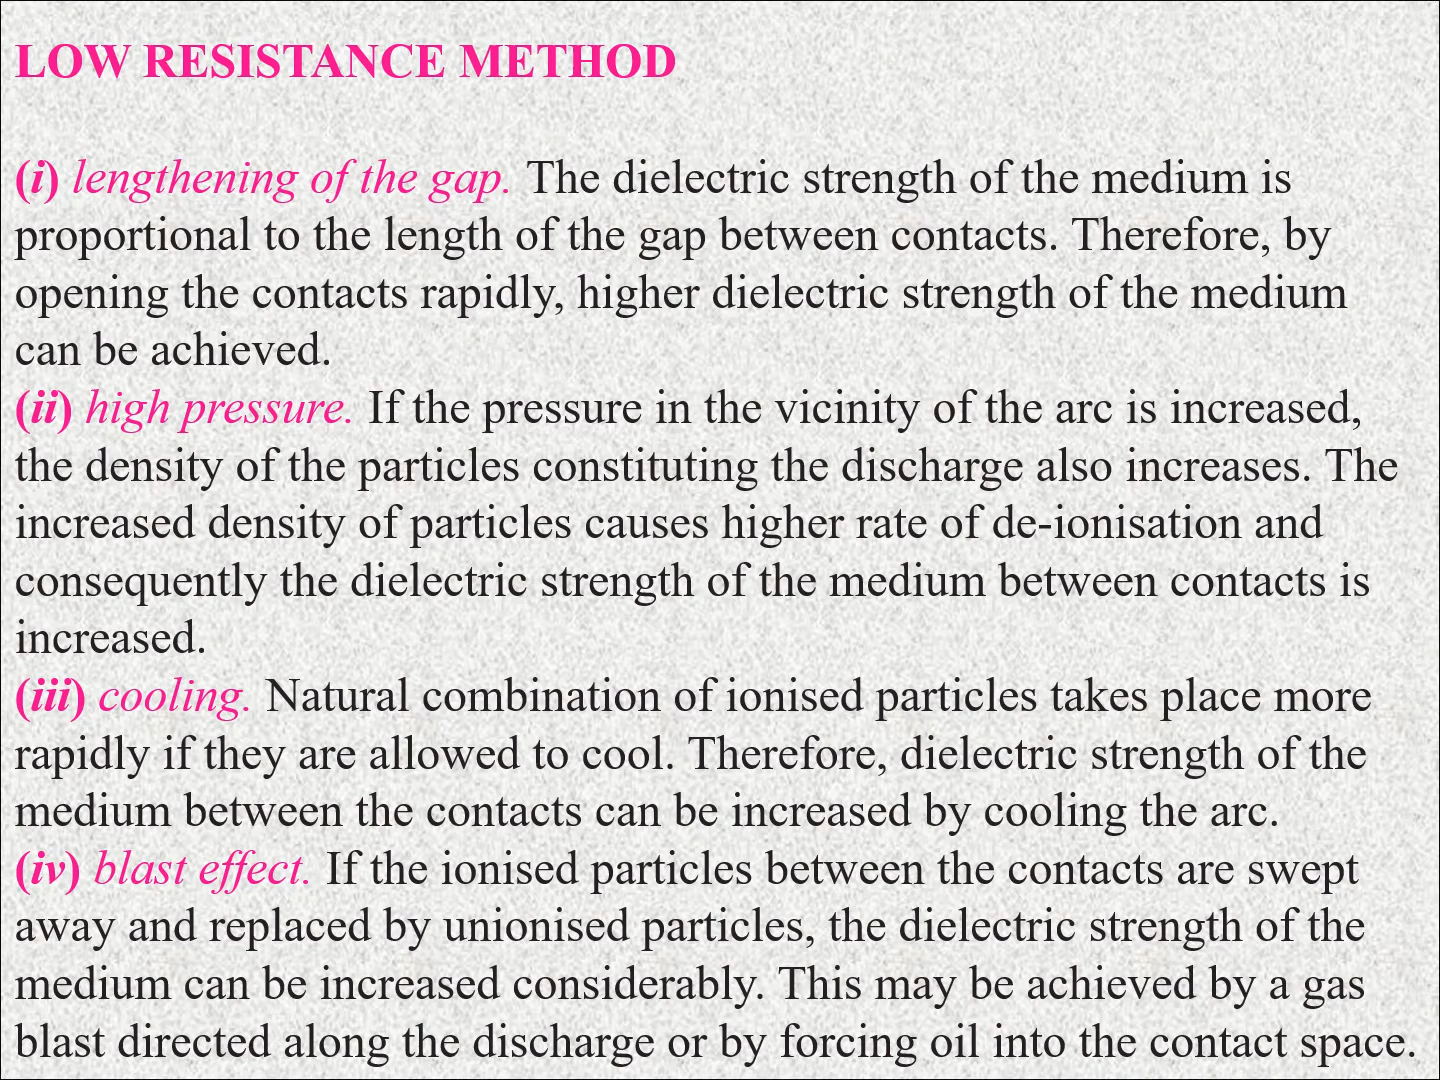 LOW RESISTANCE METHOD
(i) lengthening of the gap. The dielectric strength of the medium is
proportional to the length of the gap between contacts. Therefore, by
opening the contacts rapidly, higher dielectric strength of the medium
can be achieved.
(ii) high pressure. If the pressure in the vicinity of the arc is increased,
the density of the particles constituting the discharge also increases. The
increased density of particles causes higher rate of de-ionisation and
consequently the dielectric strength of the medium between contacts is
increased.
(iii) cooling. Natural combination of ionised particles takes place more
rapidly if they are allowed to cool. Therefore, dielectric strength of the
medium between the contacts can be increased by cooling the arc.
(iv) blast effect. If the ionised particles between the contacts are swept
away and replaced by unionised particles, the dielectric strength of the
medium can be increased considerably. This may be achieved by a gas
blast directed along the discharge or by forcing oil into the contact space.